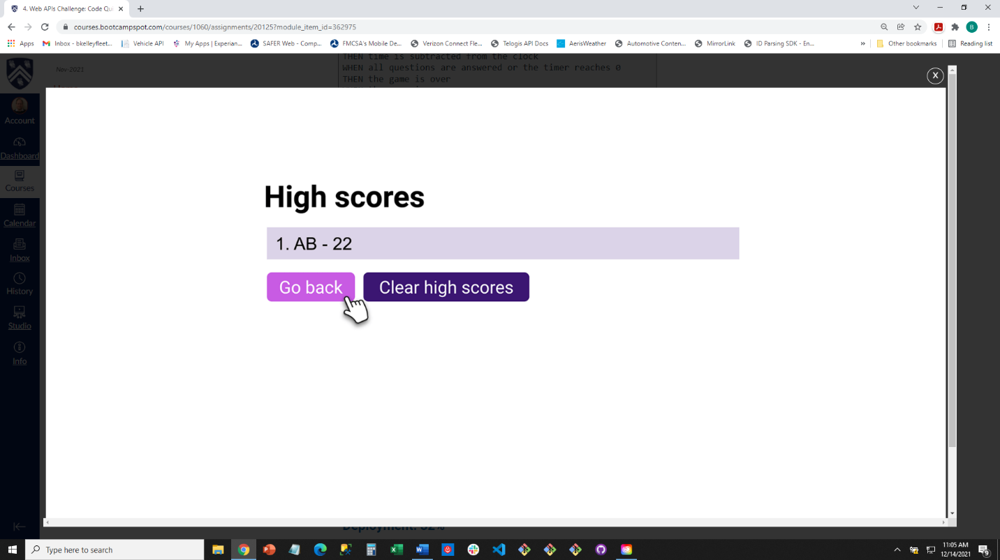 4. Web APIs Challenge: Code Qui
courses.bootcampspot.com/courses/1060/assignments/20125?module_item_id=362975
B
Apps
Inbox - bkelleyfleet...
Vehicle API
My Apps | Experian...
SAFER Web - Comp...
FMCSA's Mobile De...
Verizon Connect Fle...
Telogis API Docs
AerisWeather
Automotive Conten...
MirrorLink
ID Parsing SDK - En...
»
Other bookmarks
Reading list
Nov-2021
THEN time is subtracted from the clock
WHEN all questions are answered or the timer reaches 0
THEN the game is over
X
Account
Dashboard
Courses
Calendar
Inbox
History
Studio
Info
High scores
1. AB - 22
Go back
Clear high scores
Type here to search
11:05 AM
12/14/2021
9